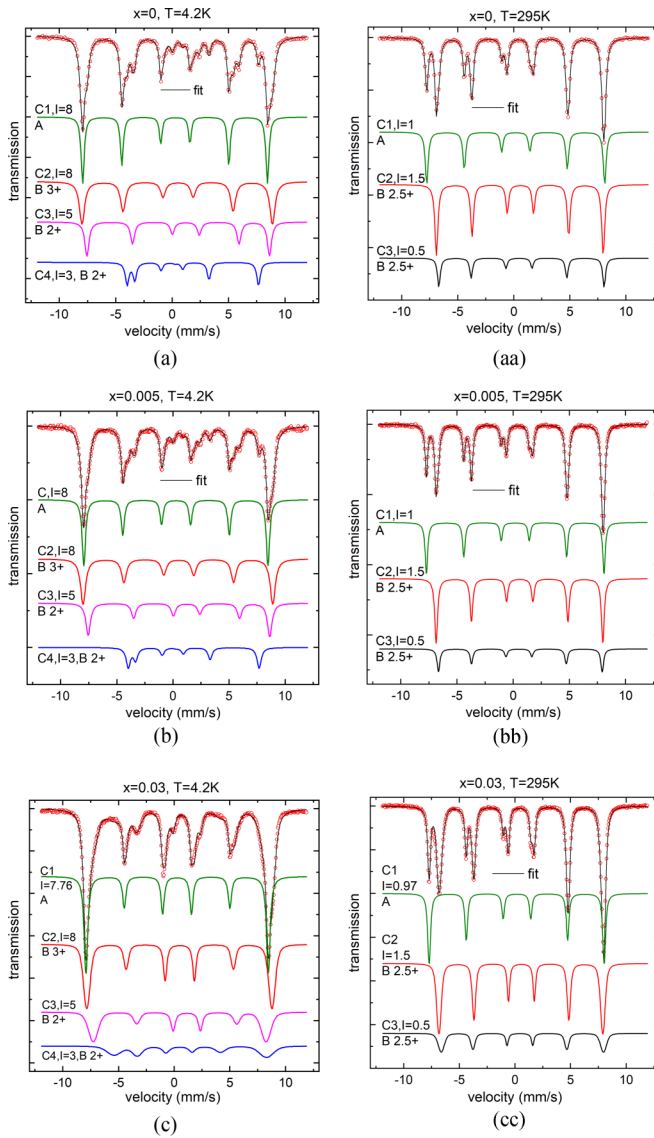 x=0, T=4.2K
transmission
fit
C1,I=8
A
C2,I=8
B 3+
C3,I=5
B 2+
C4,I=3, B 2+
-10 -5 0 5 10
velocity (mm/s)
(a)
x=0, T=295K
transmission
fit
C1,I=1
A
C2,I=1.5
B 2.5+
C3,I=0.5
B 2.5+
-10 -5 0 5 10
velocity (mm/s)
(aa)
x=0.005, T=4.2K
transmission
fit
C,I=8
A
C2,I=8
B 3+
C3,I=5
B 2+
C4,I=3,B 2+
-10 -5 0 5 10
velocity (mm/s)
(b)
x=0.005, T=295K
transmission
fit
C1,I=1
A
C2,I=1.5
B 2.5+
C3,I=0.5
B 2.5+
-10 -5 0 5 10
velocity (mm/s)
(bb)
x=0.03, T=4.2K
transmission
C1
I=7.76
A
C2,I=8
B 3+
C3,I=5
B 2+
C4,I=3,B 2+
-10 -5 0 5 10
velocity (mm/s)
(c)
x=0.03, T=295K
transmission
fit
C1
I=0.97
A
C2
I=1.5
B 2.5+
C3,I=0.5
B 2.5+
-10 -5 0 5 10
velocity (mm/s)
(cc)